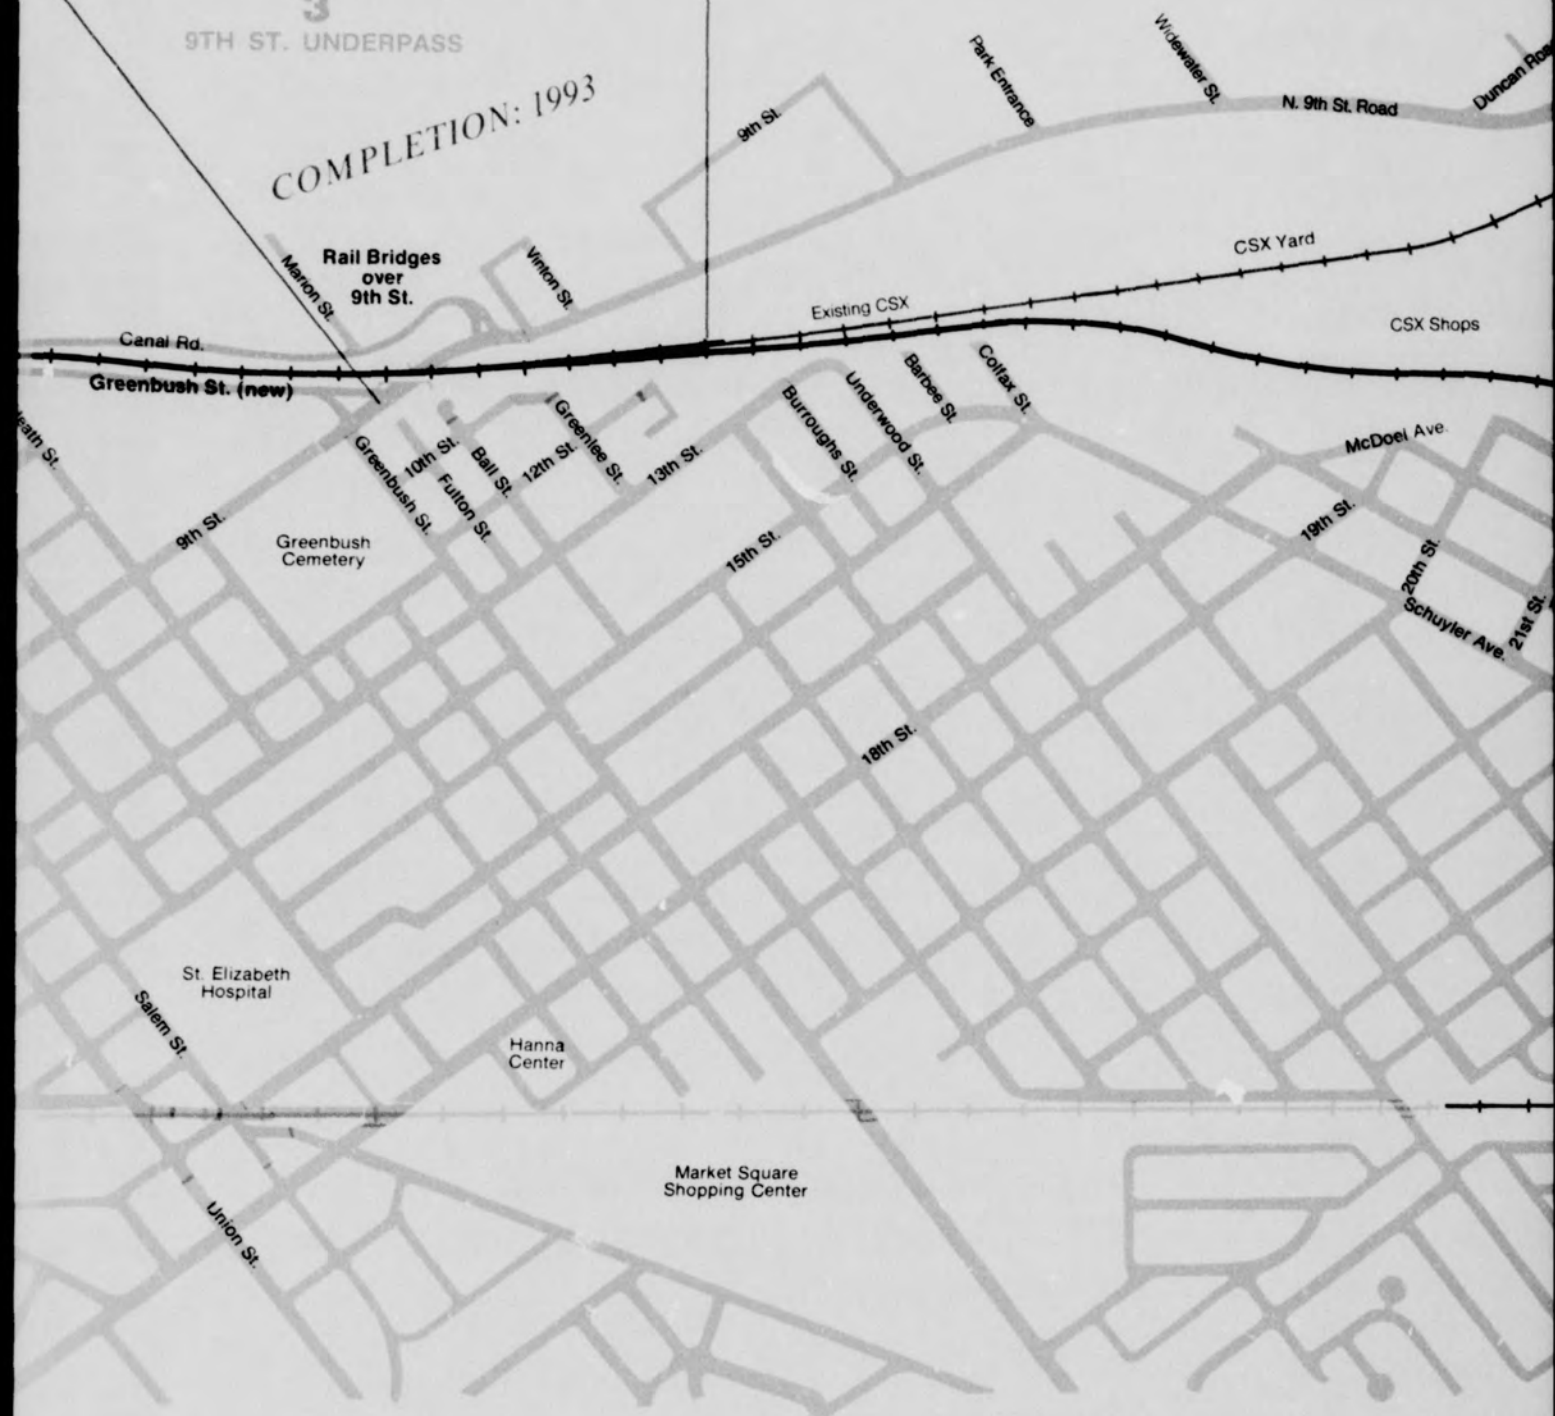 3
9TH ST. UNDERPASS
COMPLETION: 1993
Park Entrance
Widewater St.
N. 9th St. Road
Duncan Roa
9th St.
Marion St.
Rail Bridges
over
9th St.
Vinton St.
CSX Yard
Existing CSX
CSX Shops
Canal Rd.
Greenbush St. (new)
Heath St.
Greenbush St.
10th St.
Fulton St.
Ball St.
12th St.
Greenlee St.
13th St.
Burroughs St.
Underwood St.
Barbee St.
Colfax St.
McDoel Ave.
9th St.
Greenbush
Cemetery
15th St.
19th St.
20th St.
Schuyler Ave.
21st St.
18th St.
St. Elizabeth
Hospital
Salem St.
Hanna
Center
Market Square
Shopping Center
Union St.